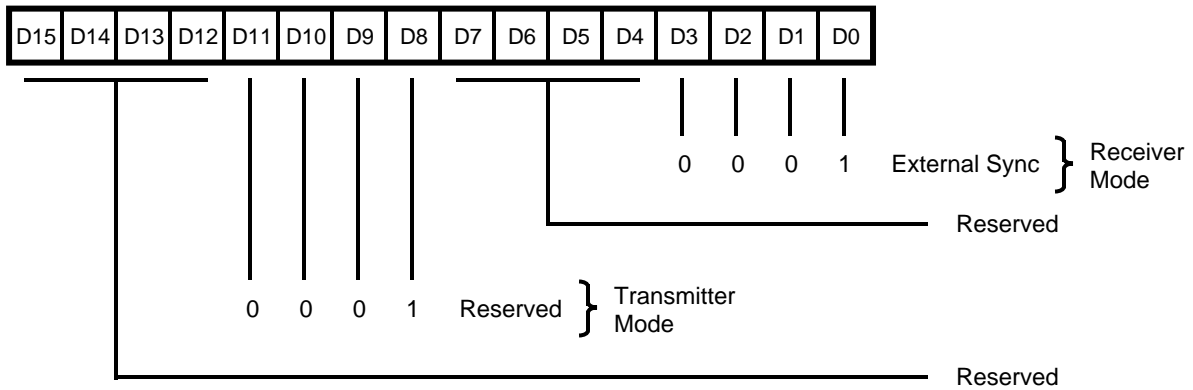 D15 D14 D13 D12 D11 D10 D9 D8 D7 D6 D5 D4 D3 D2 D1 D0
0 0 0 1 External Sync } Receiver
Mode
Reserved
0 0 0 1 Reserved } Transmitter
Mode
Reserved